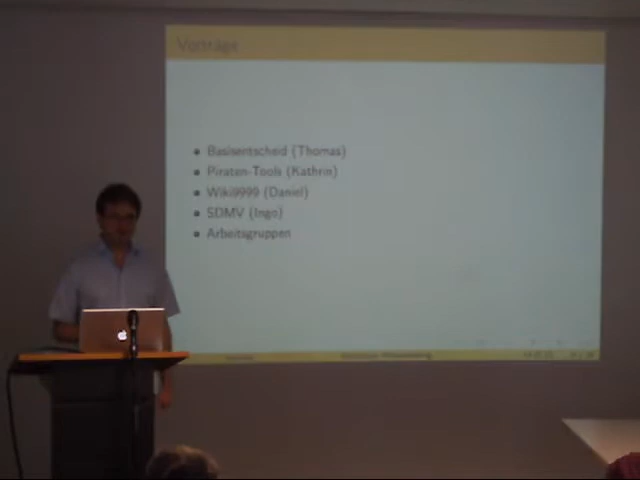 Vorträge
Basisentscheid (Thomas)
Piraten-Tools (Kathrin)
Wiki9999 (Daniel)
SDMV (Ingo)
Arbeitsgruppen